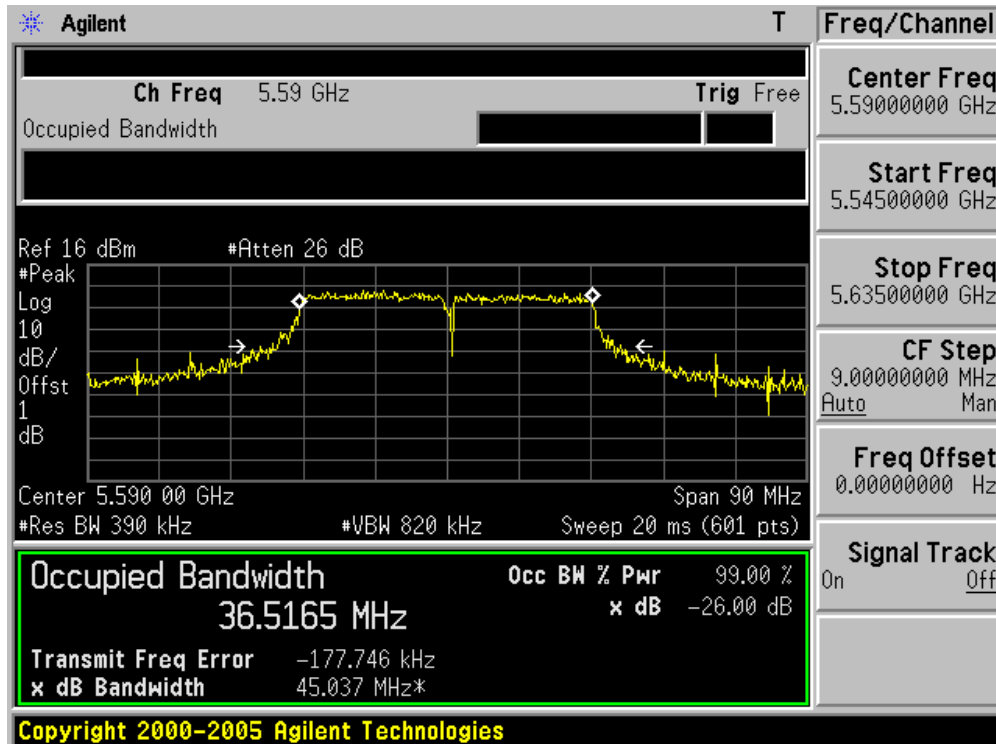 Agilent T
Ch Freq 5.59 GHz Trig Free
Occupied Bandwidth
Ref 16 dBm #Atten 26 dB
#Peak
Log
10
dB/
Offst
1
dB
Center 5.590 00 GHz Span 90 MHz
#Res BW 390 kHz #VBW 820 kHz Sweep 20 ms (601 pts)
Occupied Bandwidth
36.5165 MHz
Occ BW % Pwr 99.00 %
x dB -26.00 dB
Transmit Freq Error -177.746 kHz
x dB Bandwidth 45.037 MHz*
Copyright 2000-2005 Agilent Technologies
Freq/Channel
Center Freq
5.59000000 GHz
Start Freq
5.54500000 GHz
Stop Freq
5.63500000 GHz
CF Step
9.00000000 MHz
Auto Man
Freq Offset
0.00000000 Hz
Signal Track
On Off